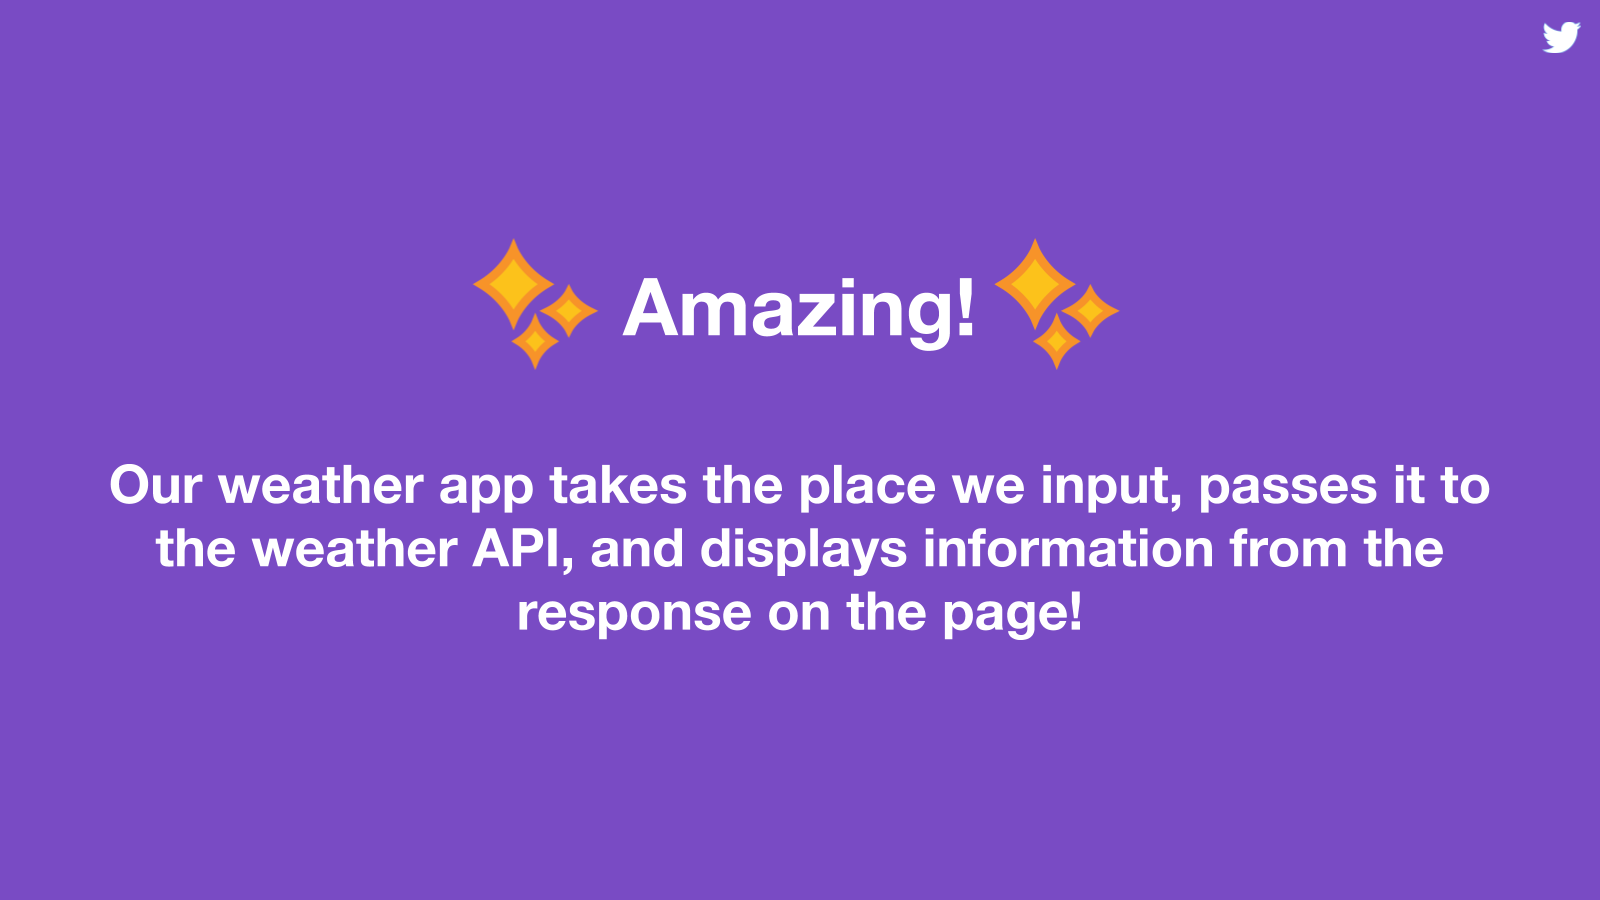 Amazing!
Our weather app takes the place we input, passes it to
the weather API, and displays information from the
response on the page!